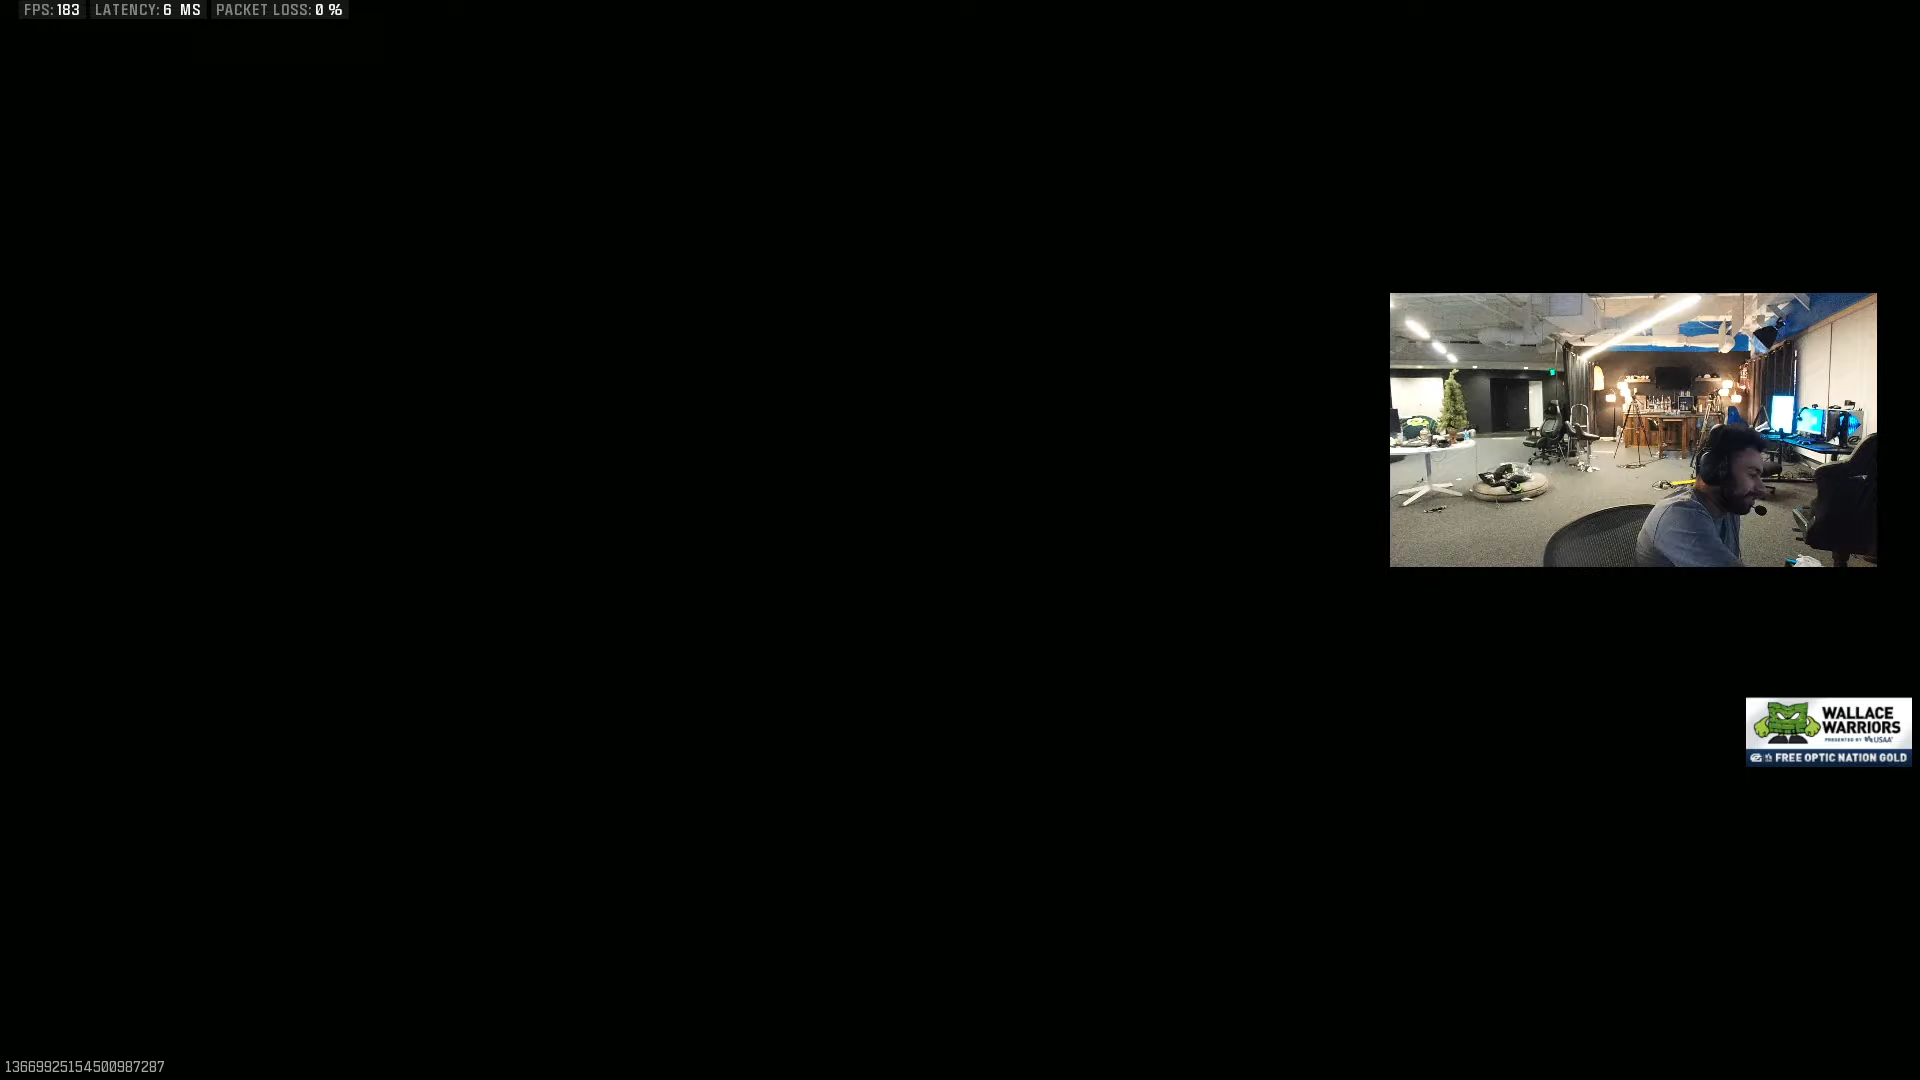 FPS: 183 LATENCY: 6 MS PACKET LOSS: 0 %
WALLACE
WARRIORS
PRESENTED BY USAA
FREE OPTIC NATION GOLD
13669925154500987287